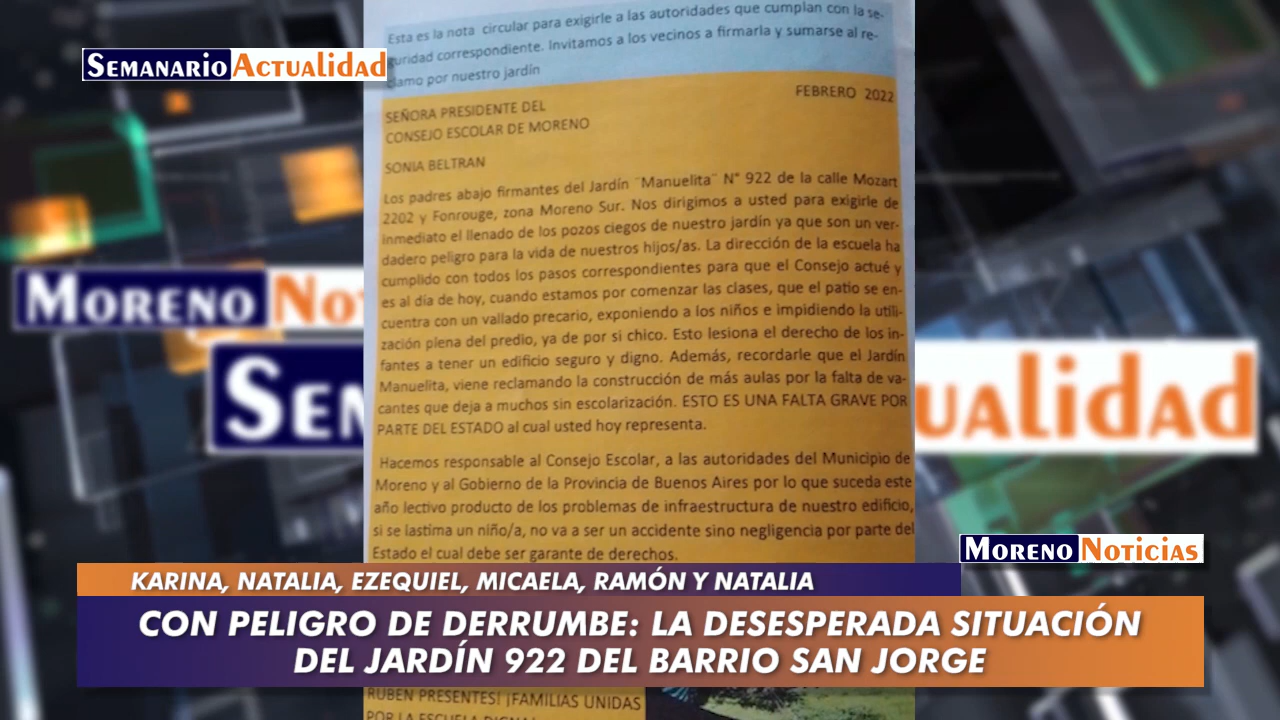 Esta es la nota circular para exigirle a las autoridades que cumplan con la se-
guridad correspondiente. Invitamos a los vecinos a firmarla y sumarse al re-
clamo por nuestro jardín
SEMANARIO ACTUALIDAD
FEBRERO 2022
SEÑORA PRESIDENTE DEL
CONSEJO ESCOLAR DE MORENO
SONIA BELTRAN
Los padres abajo firmantes del Jardín ¨Manuelita¨ N° 922 de la calle Mozart
2202 y Fonrouge, zona Moreno Sur. Nos dirigimos a usted para exigirle de
inmediato el llenado de los pozos ciegos de nuestro jardín ya que son un ver-
dadero peligro para la vida de nuestros hijos/as. La dirección de la escuela ha
cumplido con todos los pasos correspondientes para que el Consejo actué y
es al día de hoy, cuando estamos por comenzar las clases, que el patio se en-
cuentra con un vallado precario, exponiendo a los niños e impidiendo la utili-
zación plena del predio, ya de por si chico. Esto lesiona el derecho de los in-
fantes a tener un edificio seguro y digno. Además, recordarle que el Jardín
Manuelita, viene reclamando la construcción de más aulas por la falta de va-
cantes que deja a muchos sin escolarización. ESTO ES UNA FALTA GRAVE POR
PARTE DEL ESTADO al cual usted hoy representa.
Hacemos responsable al Consejo Escolar, a las autoridades del Municipio de
Moreno y al Gobierno de la Provincia de Buenos Aires por lo que suceda este
año lectivo producto de los problemas de infraestructura de nuestro edificio,
si se lastima un niño/a, no va a ser un accidente sino negligencia por parte del
Estado el cual debe ser garante de derechos.
MORENO NOT
SEM
UALIDAD
MORENO NOTICIAS
KARINA, NATALIA, EZEQUIEL, MICAELA, RAMÓN Y NATALIA
CON PELIGRO DE DERRUMBE: LA DESESPERADA SITUACIÓN
DEL JARDÍN 922 DEL BARRIO SAN JORGE
RUBEN PRESENTES! ¡FAMILIAS UNIDAS
POR LA ESCUELA DIGNA